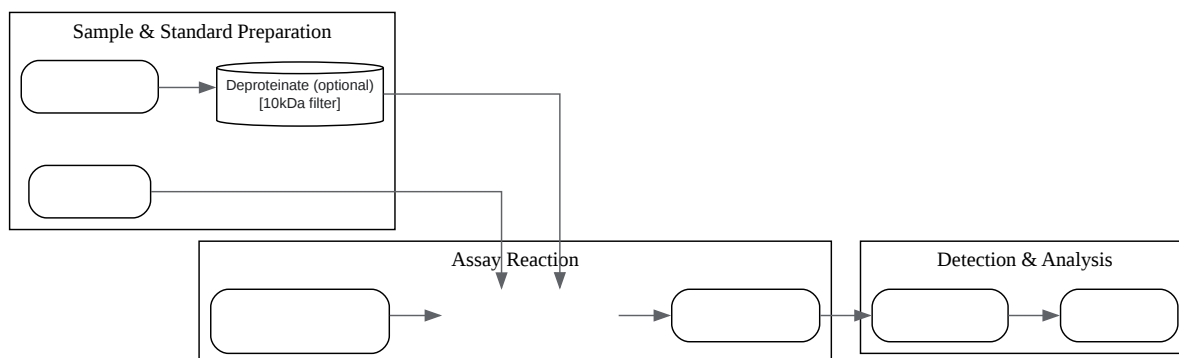 Sample & Standard Preparation
Deproteinate (optional)
[10kDa filter]
Assay Reaction
Detection & Analysis